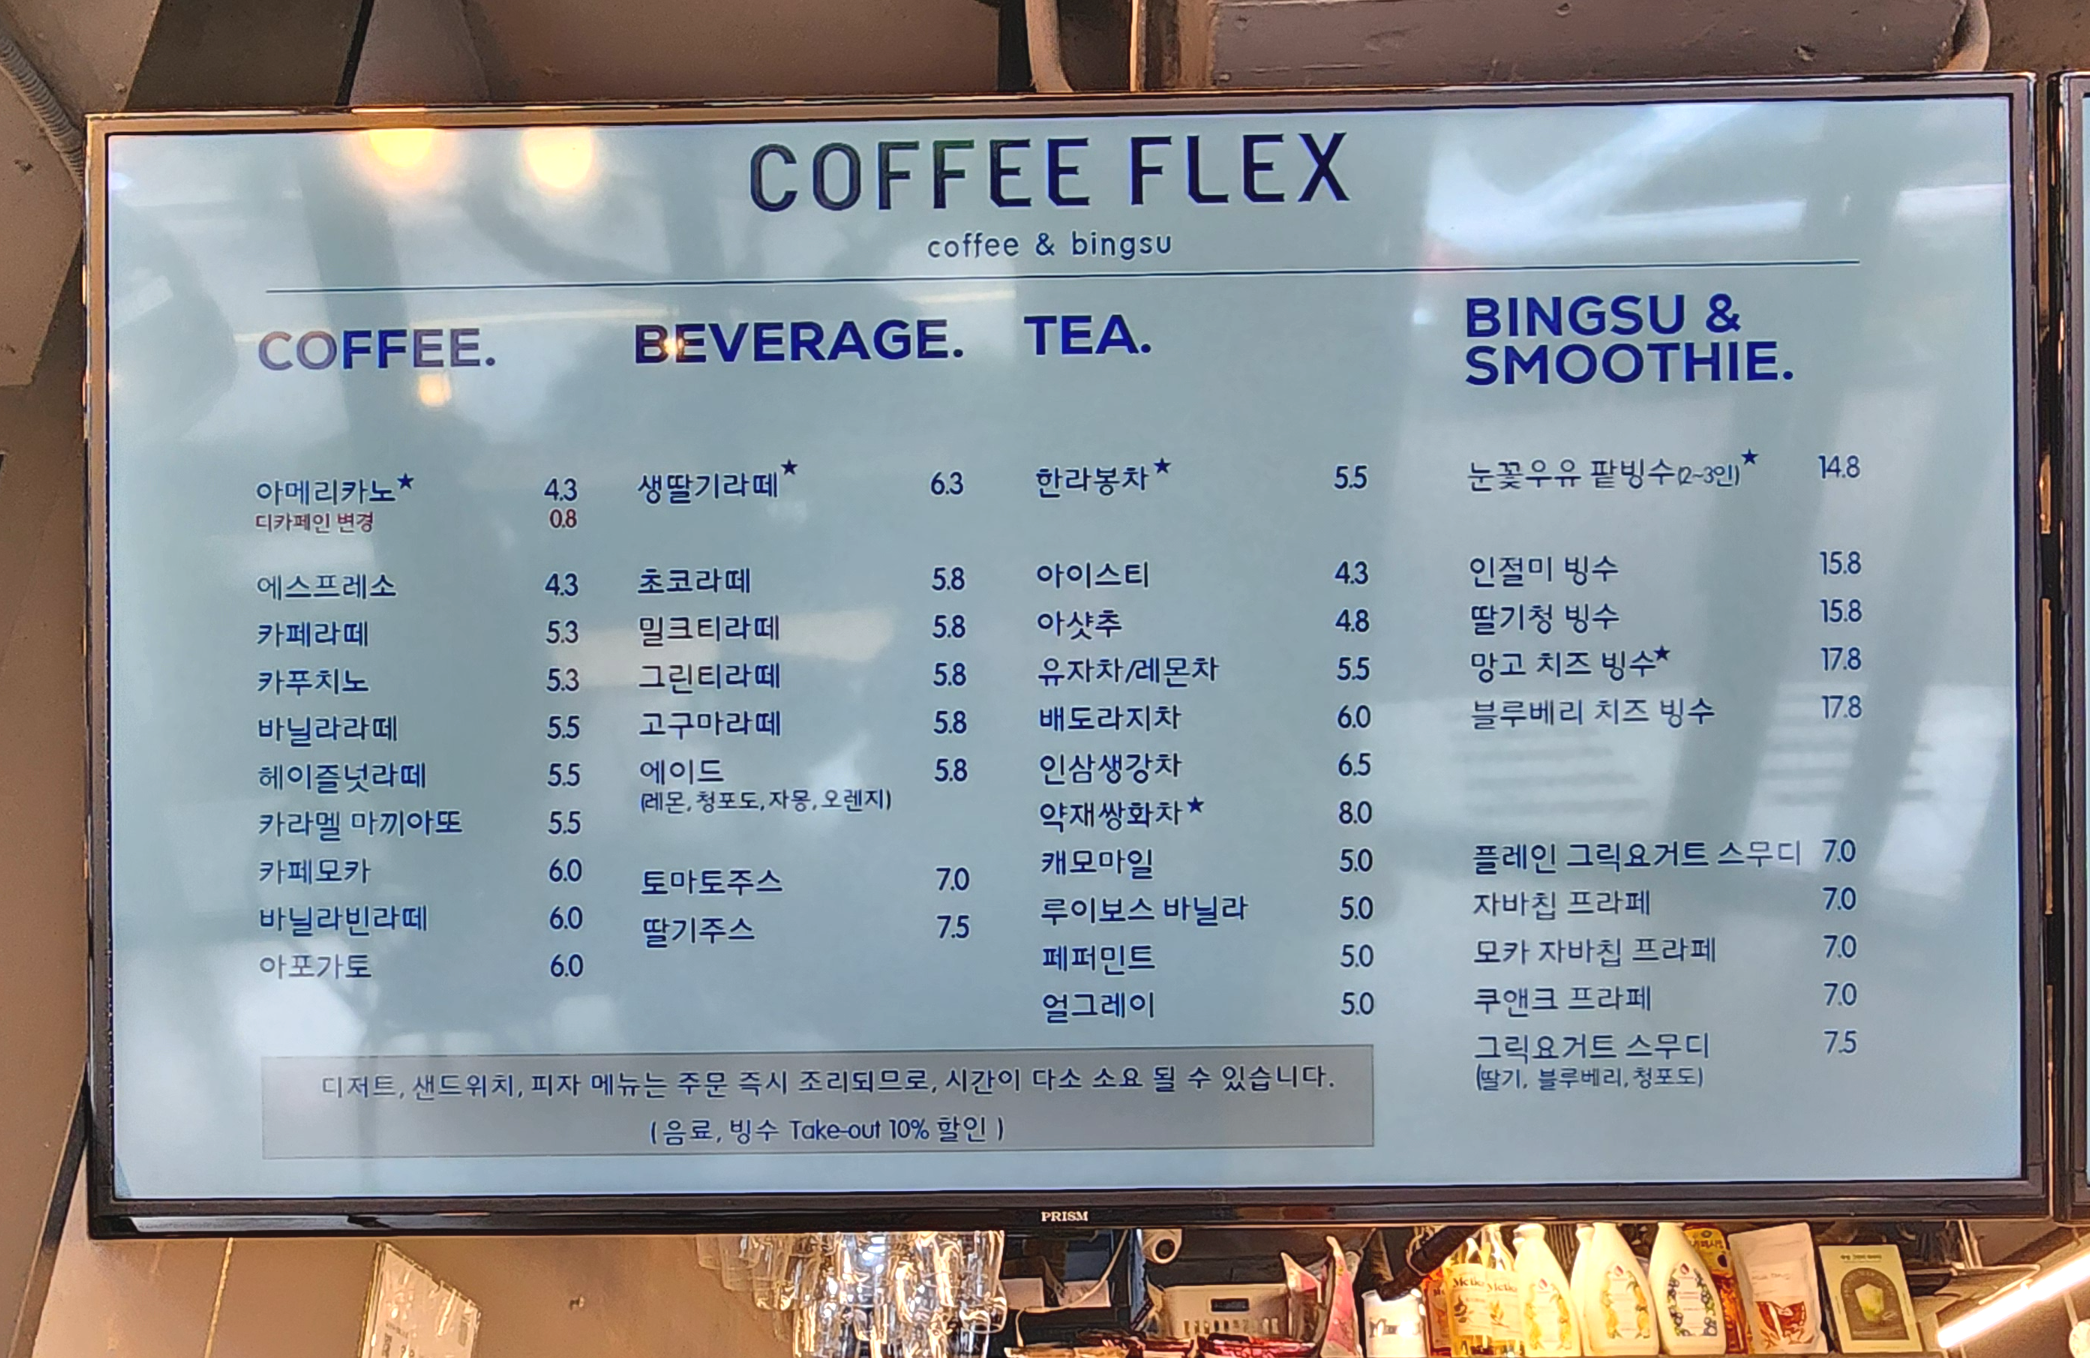 COFFEE FLEX
coffee & bingsu
COFFEE.
아메리카노★ 4.3
디카페인 변경 0.8
에스프레소 4.3
카페라떼 5.3
카푸치노 5.3
바닐라라떼 5.5
헤이즐넛라떼 5.5
카라멜 마끼아또 5.5
카페모카 6.0
바닐라빈라떼 6.0
아포가토 6.0
BEVERAGE.
생딸기라떼★ 6.3
초코라떼 5.8
밀크티라떼 5.8
그린티라떼 5.8
고구마라떼 5.8
에이드 5.8
(레몬, 청포도, 자몽, 오렌지)
토마토주스 7.0
딸기주스 7.5
TEA.
한라봉차★ 5.5
아이스티 4.3
아샷추 4.8
유자차/레몬차 5.5
배도라지차 6.0
인삼생강차 6.5
약재쌍화차★ 8.0
캐모마일 5.0
루이보스 바닐라 5.0
페퍼민트 5.0
얼그레이 5.0
BINGSU &
SMOOTHIE.
눈꽃우유 팥빙수(2~3인)★ 14.8
인절미 빙수 15.8
딸기청 빙수 15.8
망고 치즈 빙수★ 17.8
블루베리 치즈 빙수 17.8
플레인 그릭요거트 스무디 7.0
자바칩 프라페 7.0
모카 자바칩 프라페 7.0
쿠앤크 프라페 7.0
그릭요거트 스무디 7.5
(딸기, 블루베리, 청포도)
디저트, 샌드위치, 피자 메뉴는 주문 즉시 조리되므로, 시간이 다소 소요 될 수 있습니다.
( 음료, 빙수 Take-out 10% 할인 )
PRISM